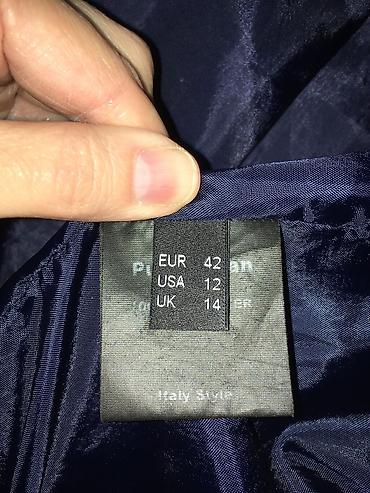 EUR 42
USA 12
UK 14
Italy Style